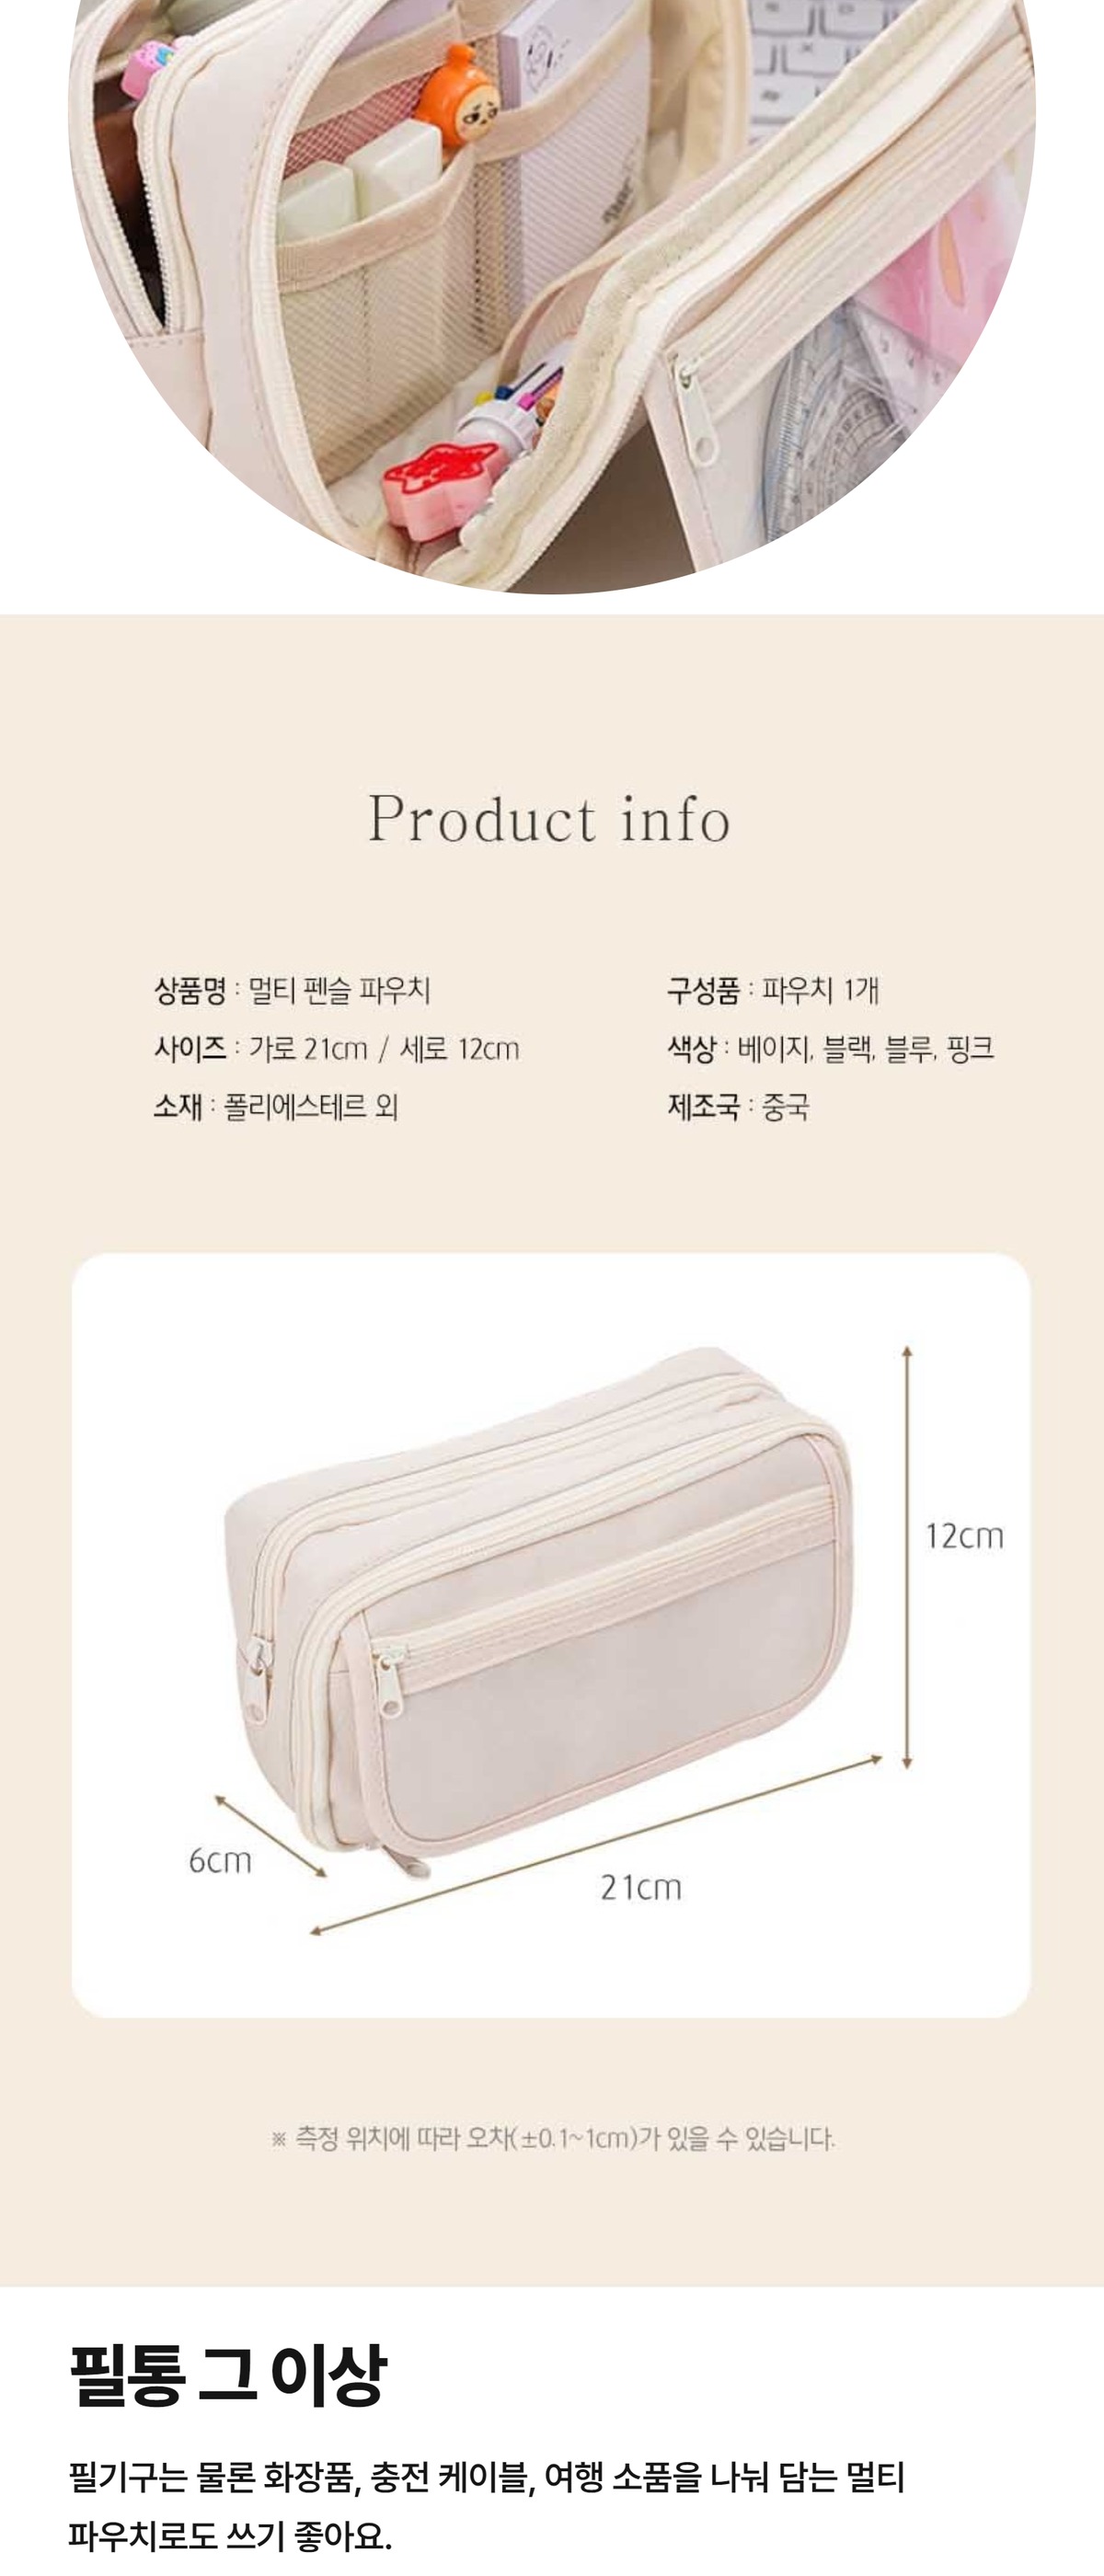 Product info
상품명 : 멀티 펜슬 파우치
사이즈 : 가로 21cm / 세로 12cm
소재 : 폴리에스테르 외
구성품 : 파우치 1개
색상 : 베이지, 블랙, 블루, 핑크
제조국 : 중국
12cm
6cm
21cm
※ 측정 위치에 따라 오차(±0.1~1cm)가 있을 수 있습니다.
필통 그 이상
필기구는 물론 화장품, 충전 케이블, 여행 소품을 나눠 담는 멀티
파우치로도 쓰기 좋아요.